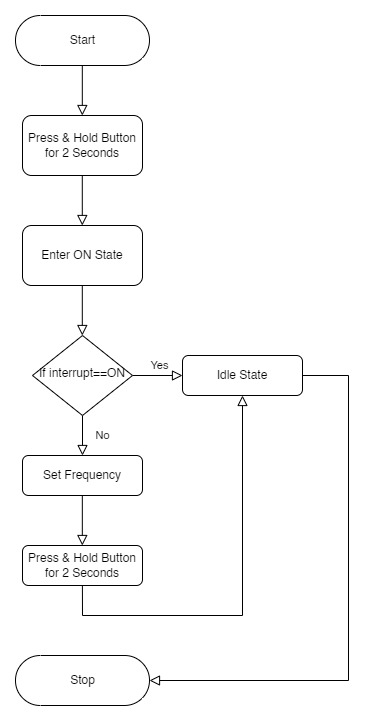 Start
Press & Hold Button
for 2 Seconds
Enter ON State
If interrupt==ON
Yes
Idle State
No
Set Frequency
Press & Hold Button
for 2 Seconds
Stop